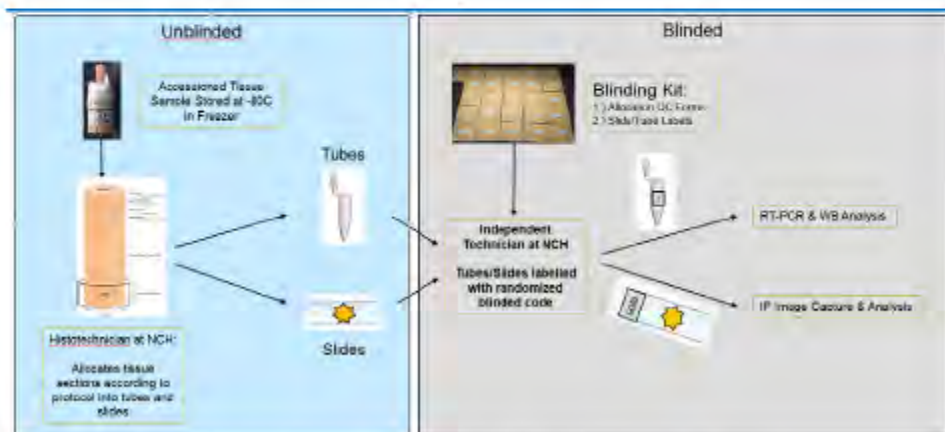 Unblinded
Accessioned Tissue
Sample Stored at -80C
in Freezer
Tubes
Slides
Histotechnician at NCH:
Allocates tissue
sections according to
protocol into tubes and
slides
Blinded
Blinding Kit:
1.) Allocation QC Forms
2.) Slide/Tube Labels
Independent
Technician at NCH
Tubes/Slides labelled
with randomized
blinded code
RT-PCR & WB Analysis
IF Image Capture & Analysis